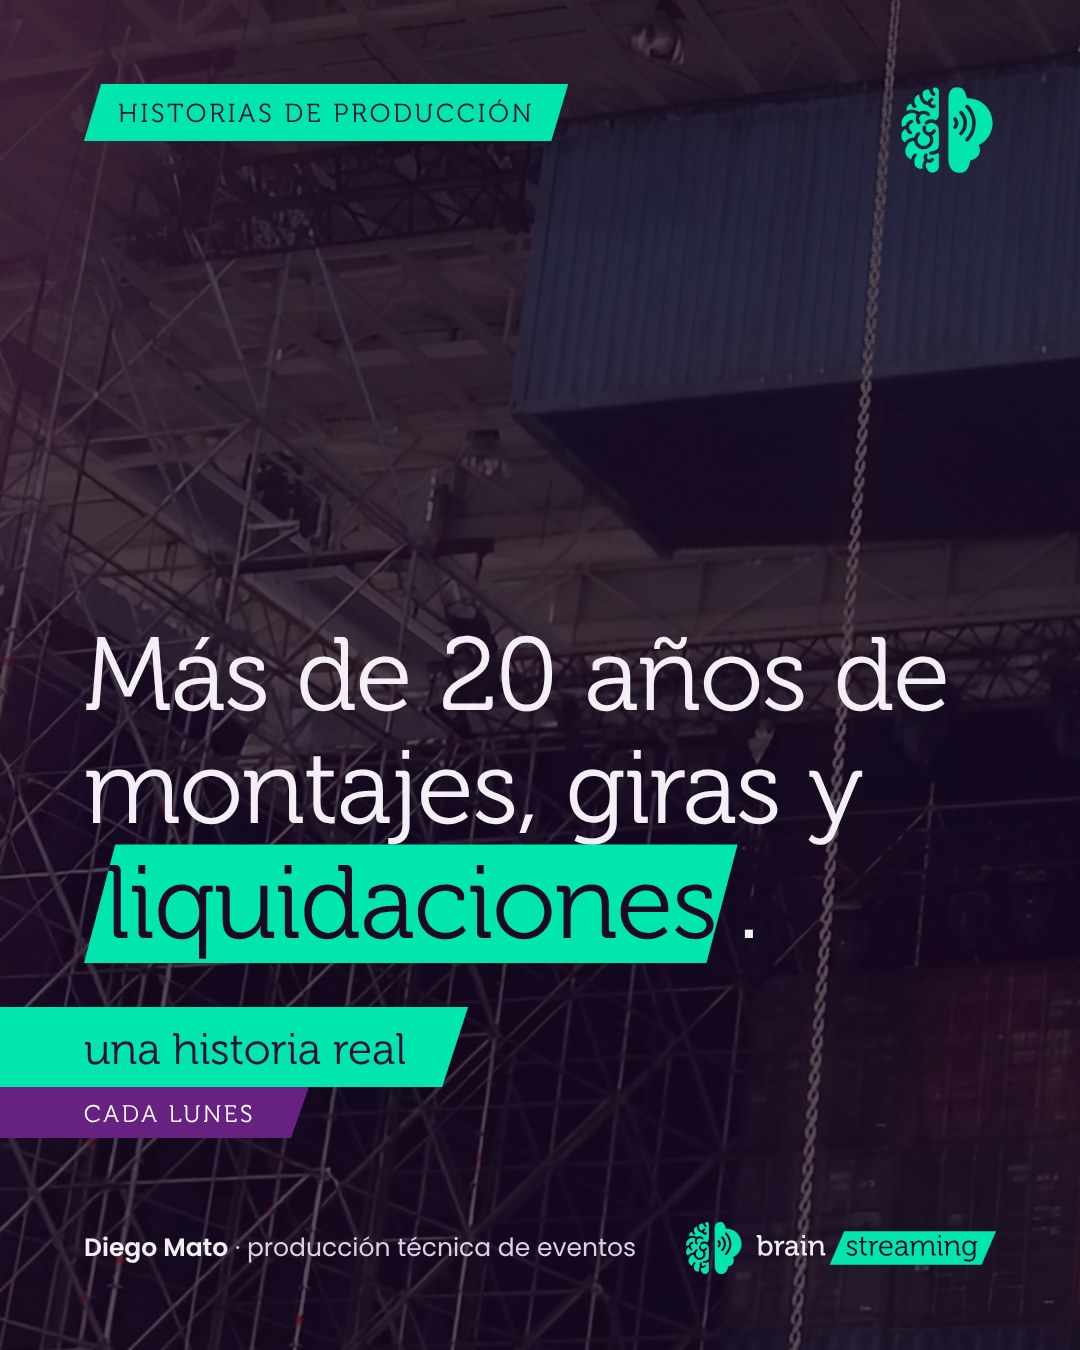 HISTORIAS DE PRODUCCIÓN
Más de 20 años de
montajes, giras y
liquidaciones .
una historia real
CADA LUNES
Diego Mato · producción técnica de eventos
brain streaming